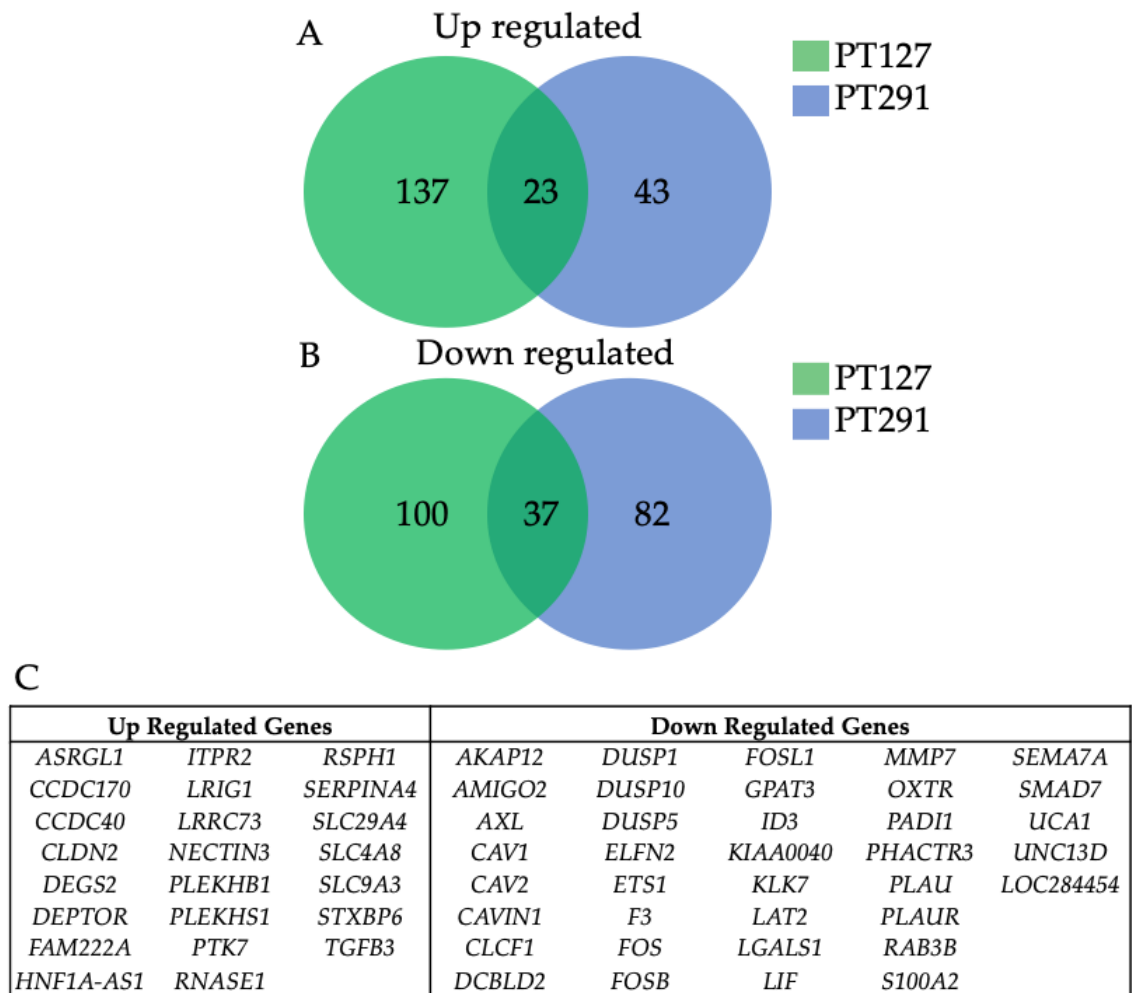 A
Up regulated
PT127
PT291
137 23 43
B
Down regulated
PT127
PT291
100 37 82
C
Up Regulated Genes Down Regulated Genes
ASRGL1 ITPR2 RSPH1 AKAP12 DUSP1 FOSL1 MMP7 SEMA7A
CCDC170 LRIG1 SERPINA4 AMIGO2 DUSP10 GPAT3 OXTR SMAD7
CCDC40 LRRC73 SLC29A4 AXL DUSP5 ID3 PADI1 UCA1
CLDN2 NECTIN3 SLC4A8 CAV1 ELFN2 KIAA0040 PHACTR3 UNC13D
DEGS2 PLEKHB1 SLC9A3 CAV2 ETS1 KLK7 PLAU LOC284454
DEPTOR PLEKHS1 STXBP6 CAVIN1 F3 LAT2 PLAUR
FAM222A PTK7 TGFB3 CLCF1 FOS LGALS1 RAB3B
HNF1A-AS1 RNASE1 DCBLD2 FOSB LIF S100A2